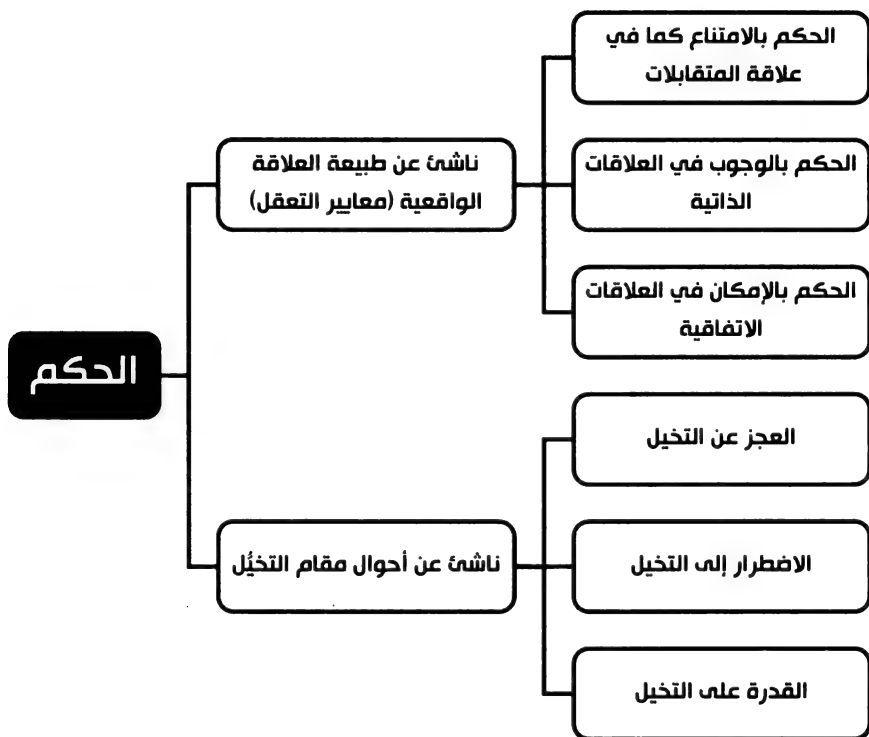 الحكم بالامتناع كما في
علاقة المتقابلات
ناشئ عن طبيعة العلاقة
الواقعية (معايير التعقل)
الحكم بالوجوب في العلاقات
الذاتية
الحكم بالإمكان في العلاقات
الاتفاقية
الحكم
العجز عن التخيل
ناشئ عن أحوال مقام التخيُّل
الاضطرار إلى التخيل
القدرة على التخيل